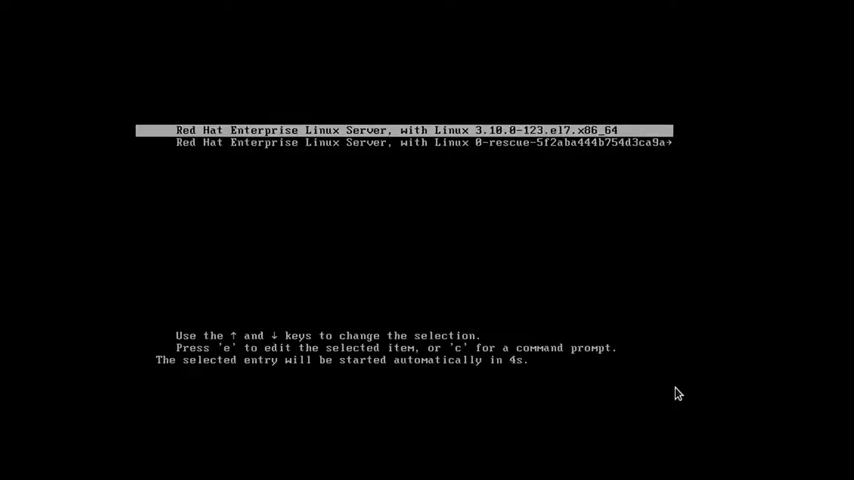 Red Hat Enterprise Linux Server, with Linux 3.10.0-123.el7.x86_64
Red Hat Enterprise Linux Server, with Linux 0-rescue-5f2aba444b754d3ca9a→
Use the ↑ and ↓ keys to change the selection.
Press 'e' to edit the selected item, or 'c' for a command prompt.
The selected entry will be started automatically in 4s.